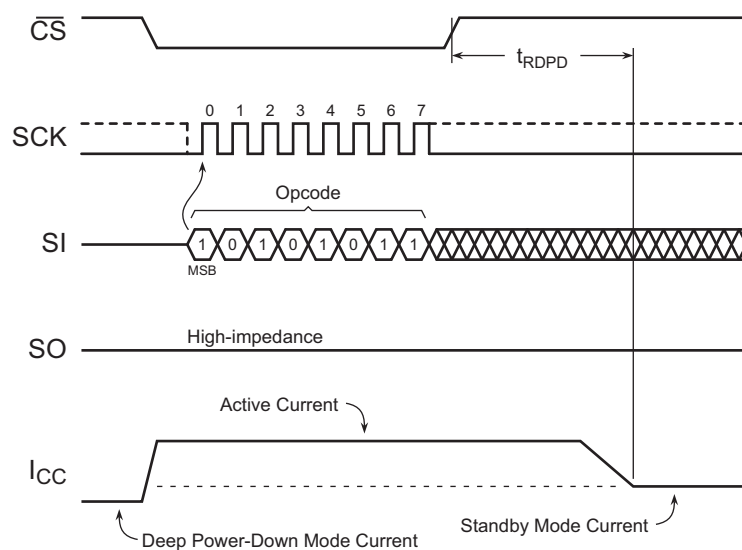 CS
tRDPD
0 1 2 3 4 5 6 7
SCK
Opcode
SI
1 0 1 0 1 0 1 1
MSB
High-impedance
SO
Active Current
ICC
Standby Mode Current
Deep Power-Down Mode Current